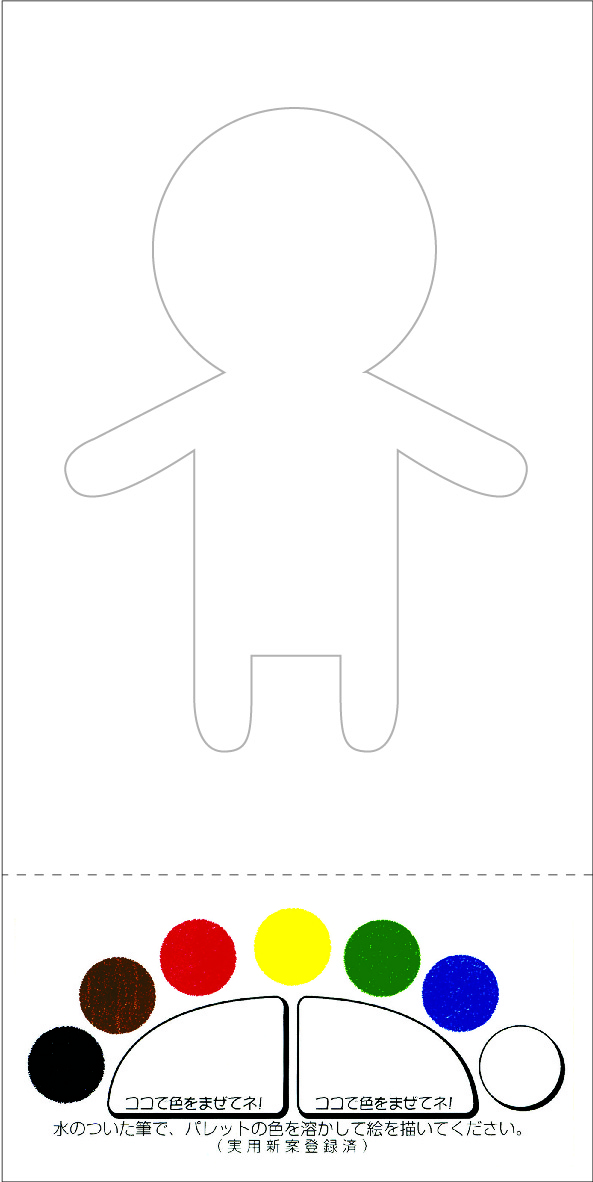 ココで色をまぜてネ!
ココで色をまぜてネ!
水のついた筆で、パレットの色を溶かして絵を描いてください。
(実用新案登録済)